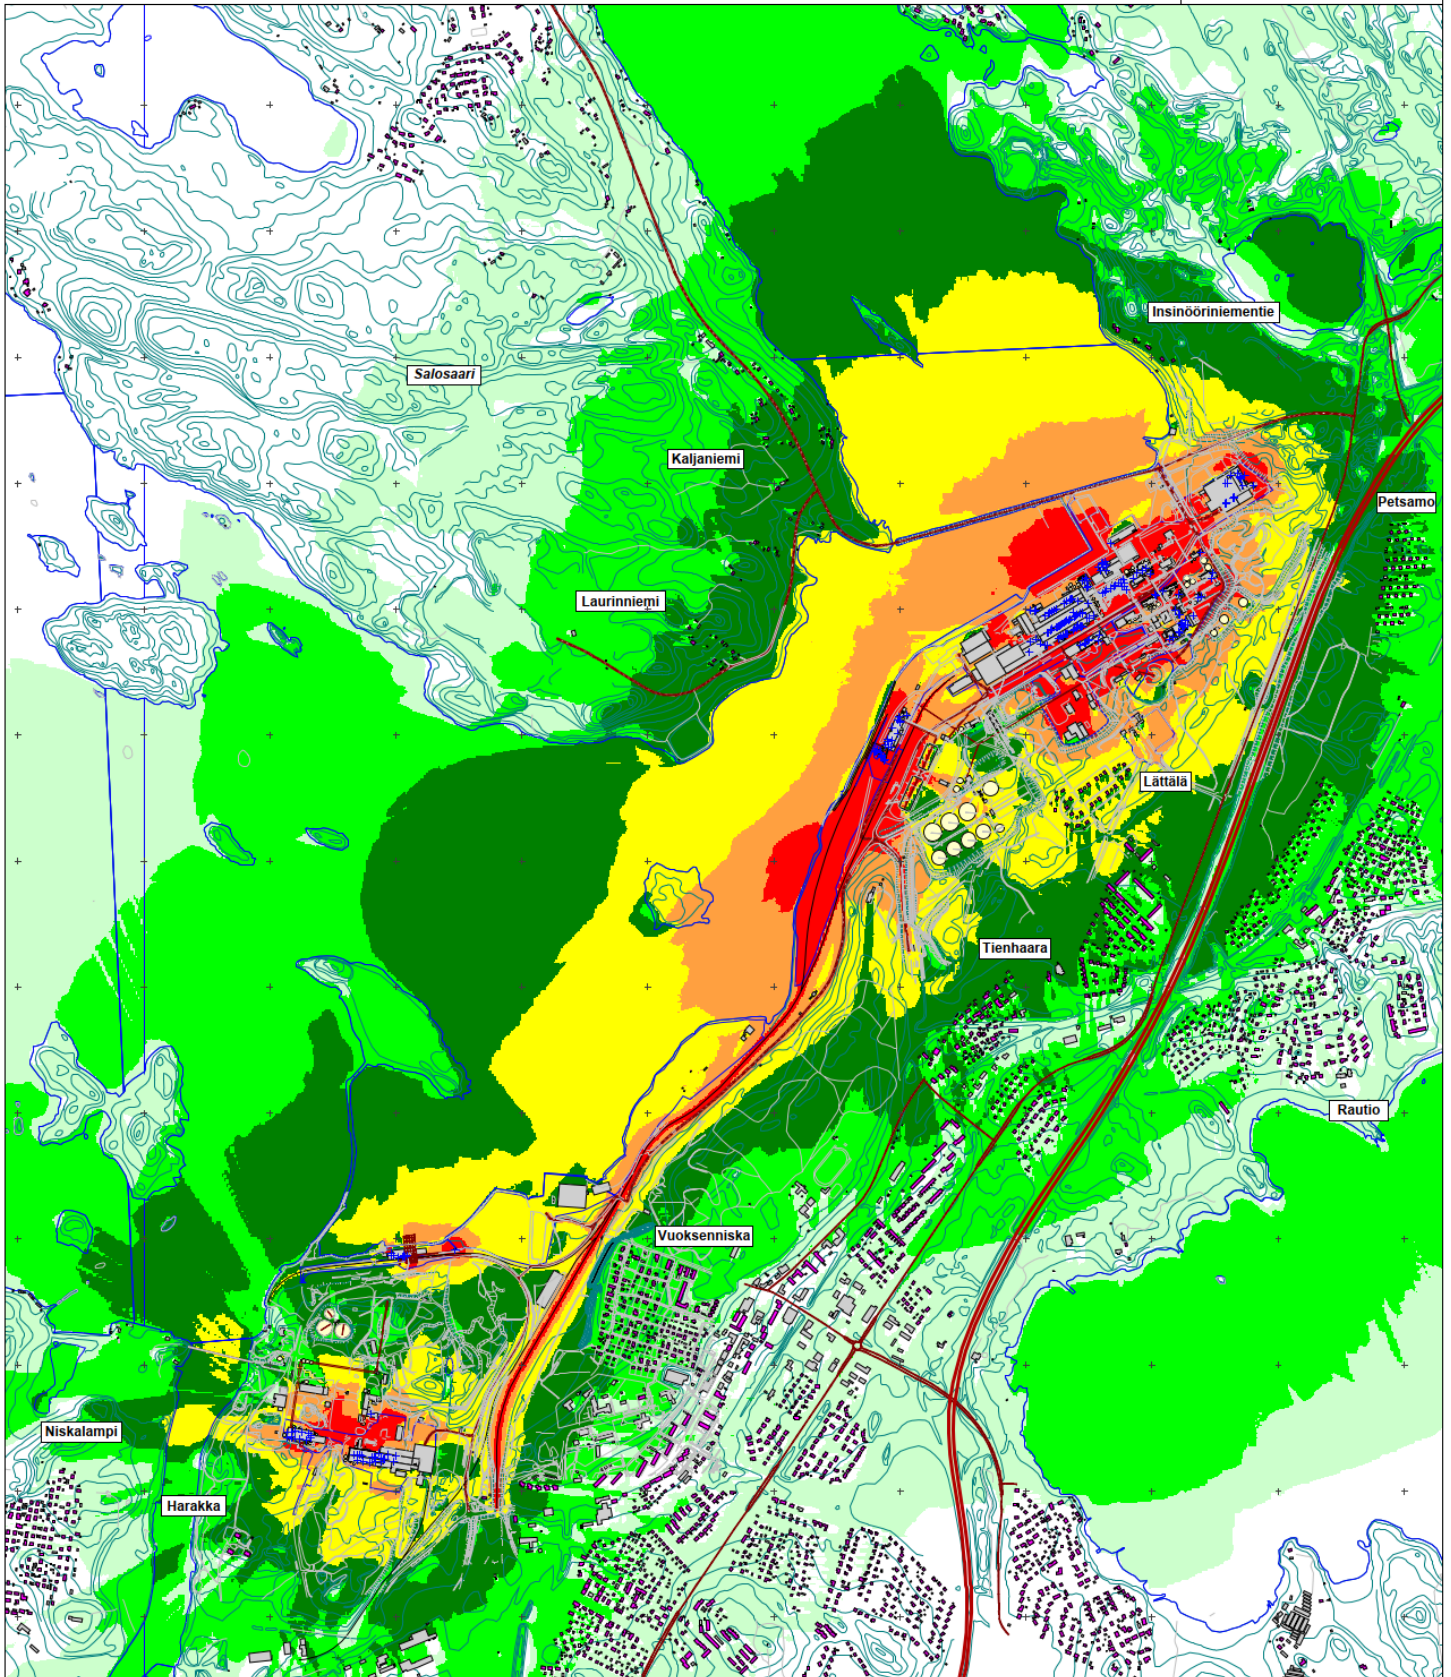 Insinööriniementie
Salosaari
Kaljaniemi
Petsamo
Laurinniemi
Lättälä
Tienhaara
Rautio
Vuoksenniska
Niskalampi
Harakka